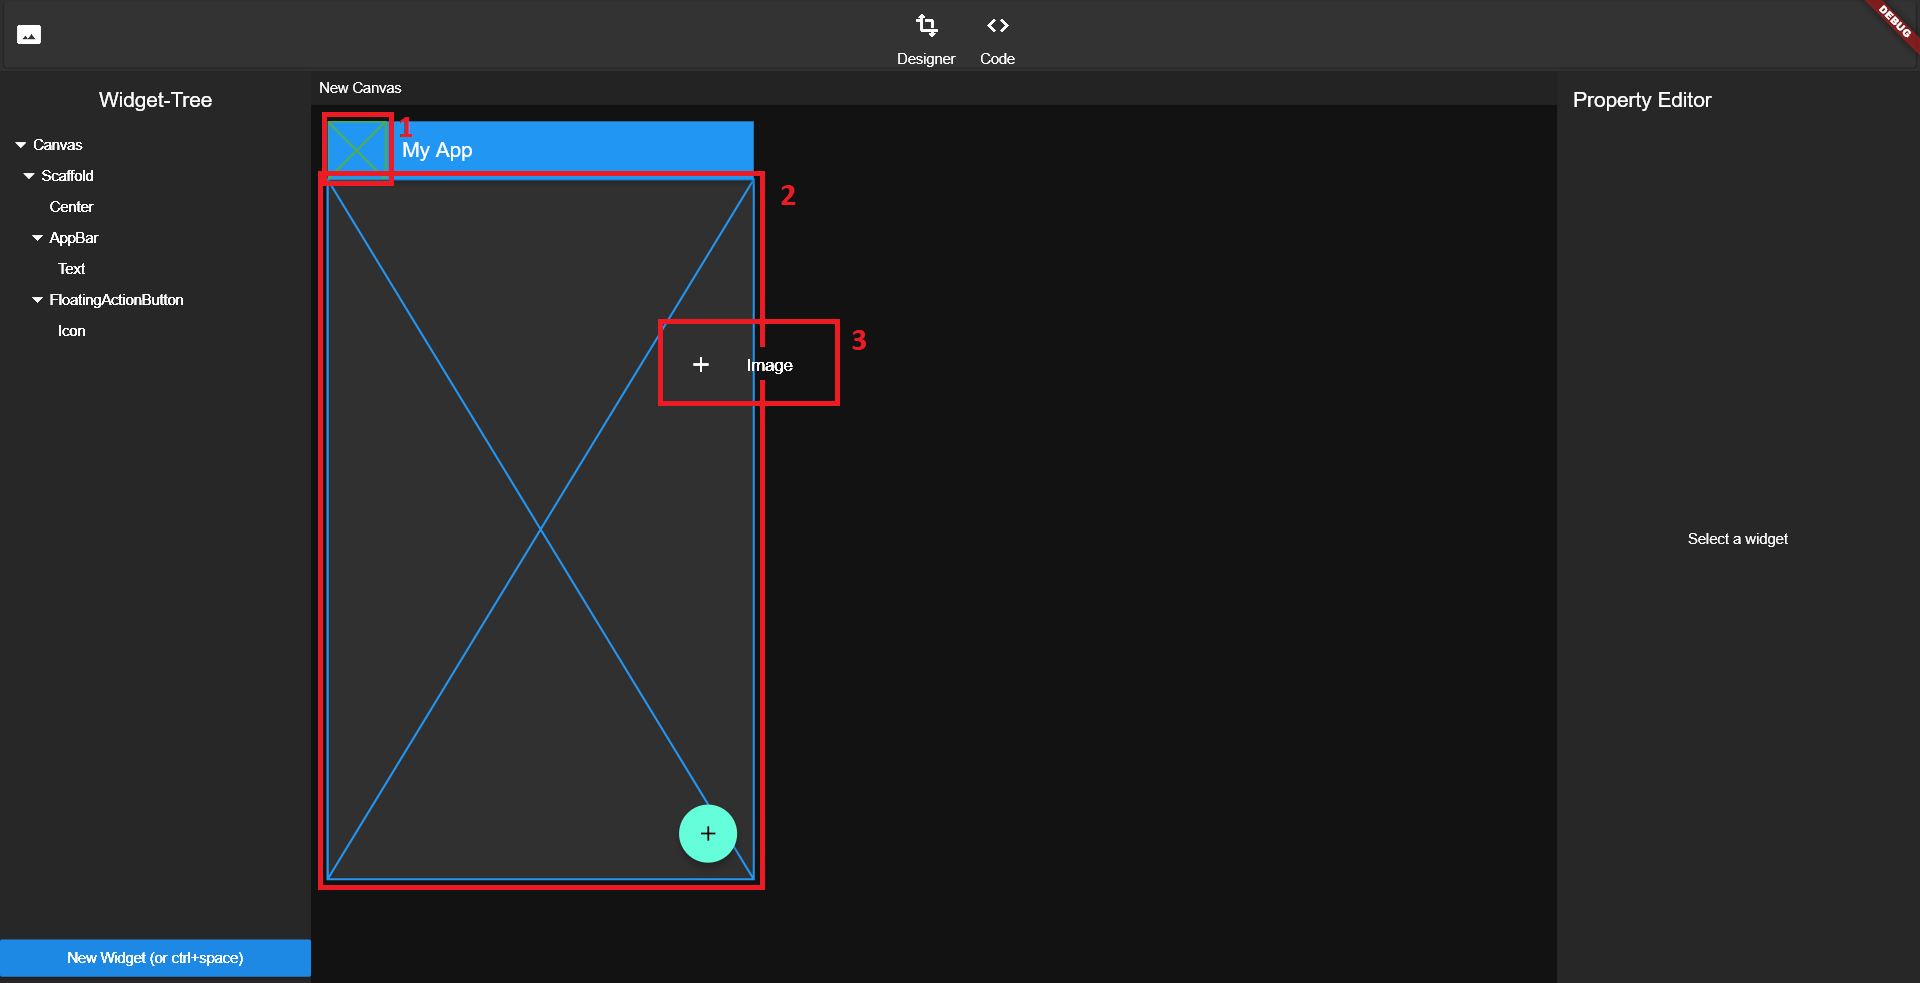 Designer
Code
DEBUG
Widget-Tree
Canvas
Scaffold
Center
AppBar
Text
FloatingActionButton
Icon
New Widget (or ctrl+space)
New Canvas
1
My App
2
3
+ Image
+
Property Editor
Select a widget